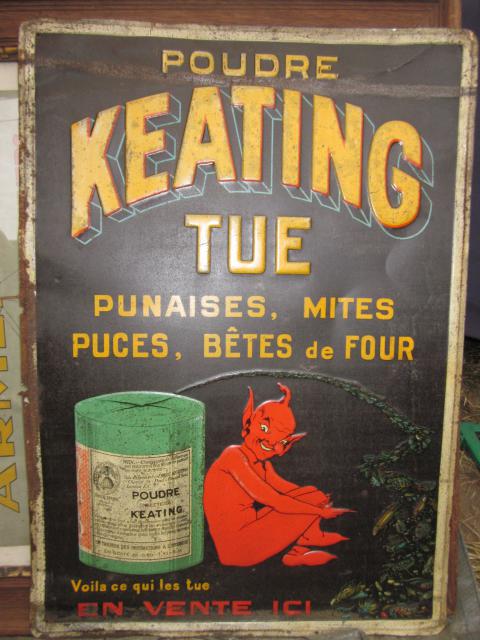 POUDRE
KEATING
TUE
PUNAISES, MITES
PUCES, BÊTES de FOUR
POUDRE
KEATING
Voila ce qui les tue
EN VENTE ICI
ARME